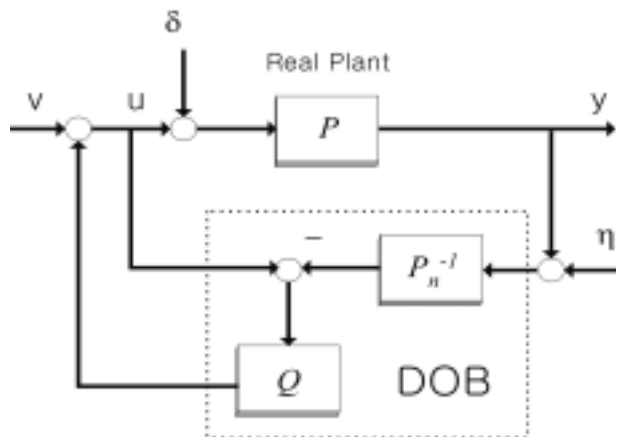 δ
Real Plant
v
u
P
y
−
P_n^{-1}
η
Q
DOB